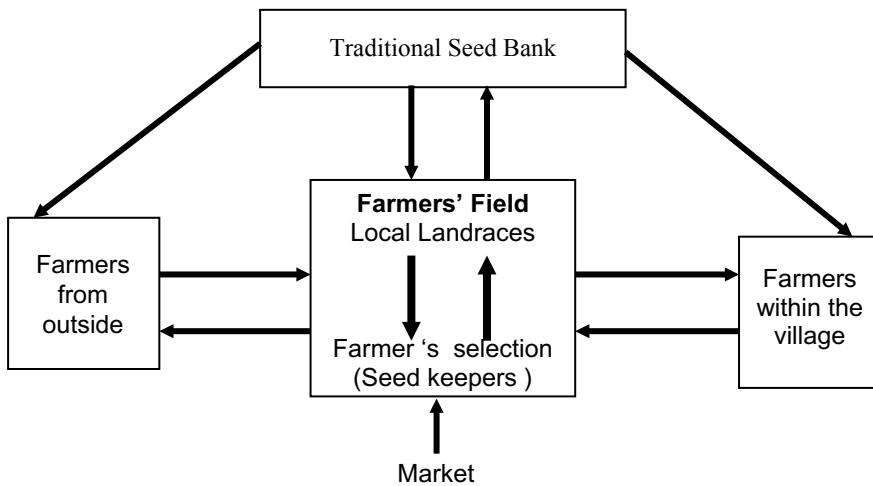 Traditional Seed Bank
Farmers’ Field
Local Landraces
Farmers
from
outside
Farmers
within the
village
Farmer ‘s selection
(Seed keepers )
Market